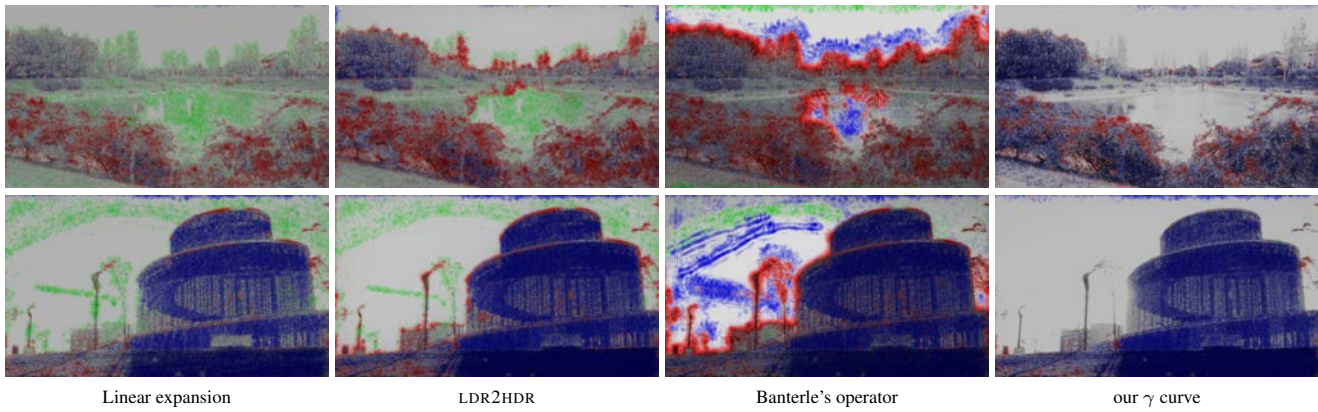 Linear expansion
LDR2HDR
Banterle's operator
our γ curve